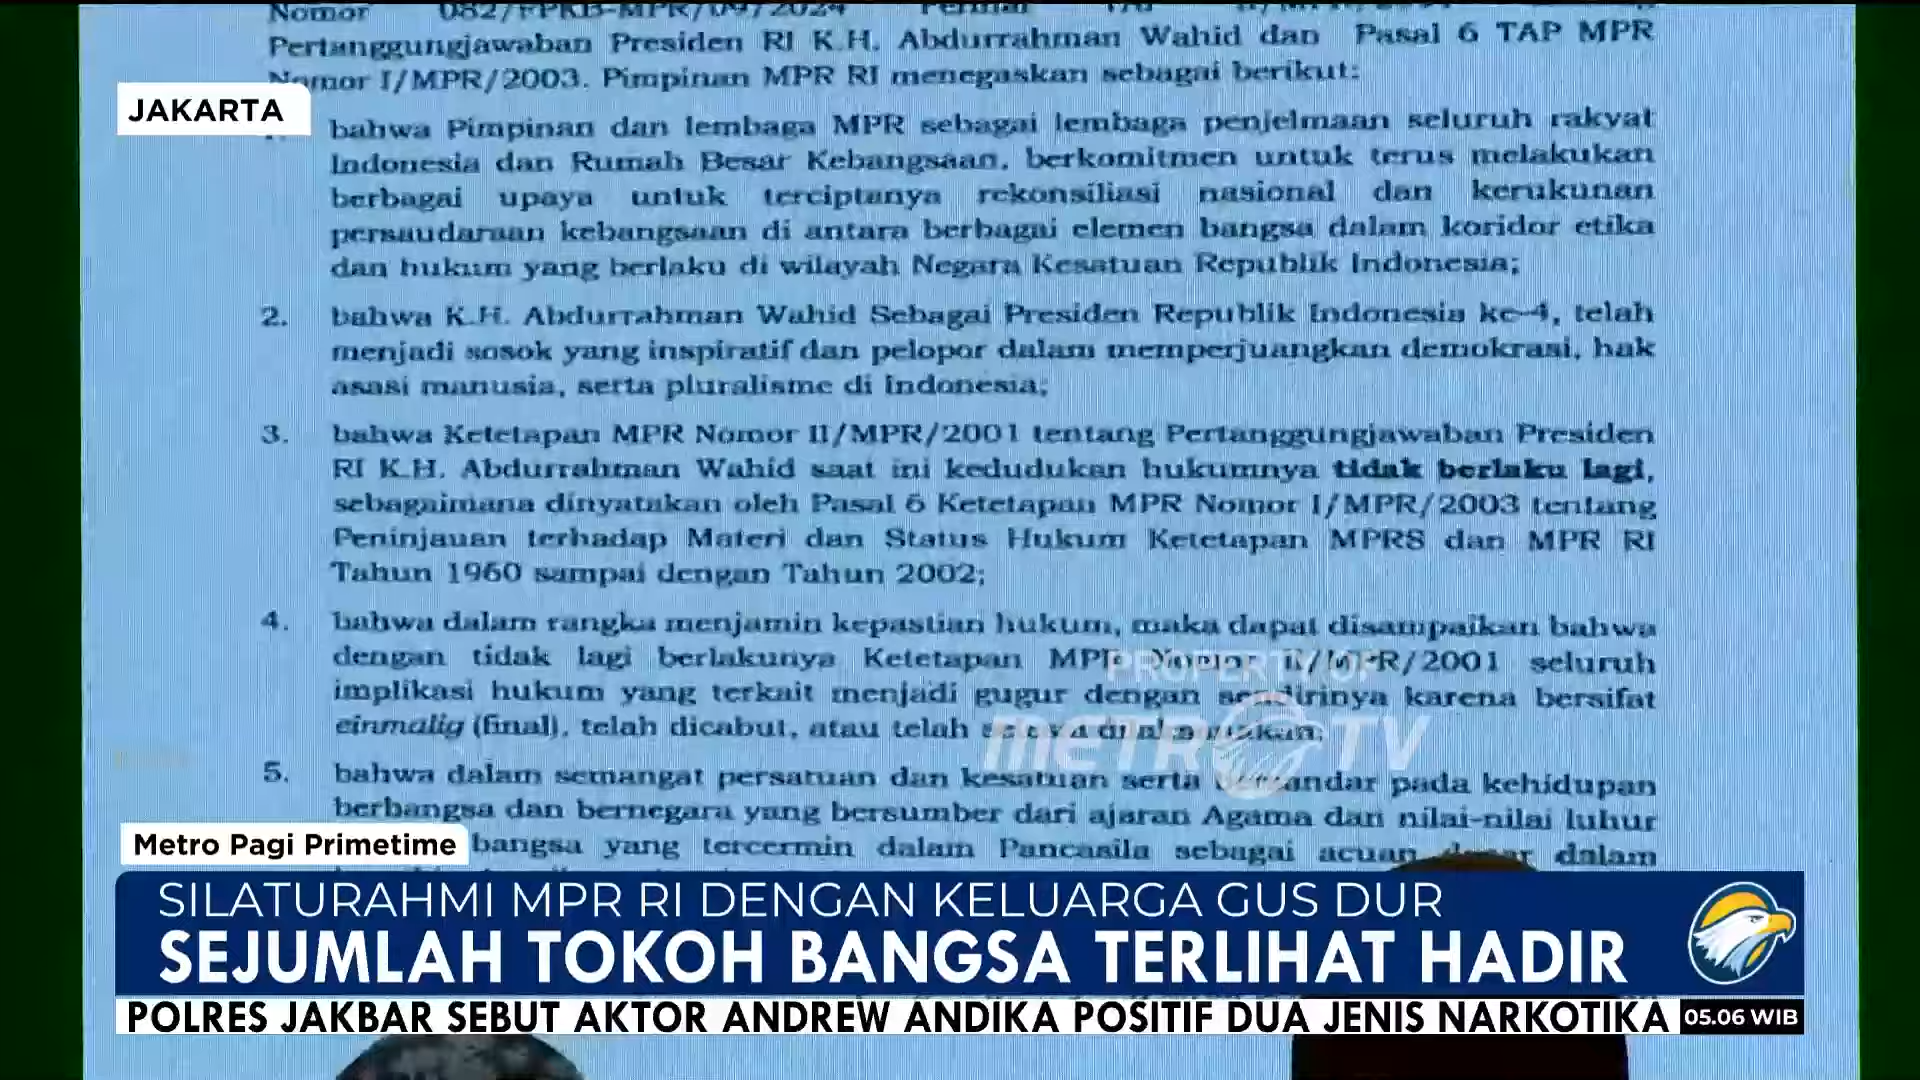 Nomor 082/FPKB-MPR/09/2024
Pertanggungjawaban Presiden RI K.H. Abdurrahman Wahid dan Pasal 6 TAP MPR
Nomor I/MPR/2003. Pimpinan MPR RI menegaskan sebagai berikut:
JAKARTA
bahwa Pimpinan dan lembaga MPR sebagai lembaga penjelmaan seluruh rakyat
Indonesia dan Rumah Besar Kebangsaan, berkomitmen untuk terus melakukan
berbagai upaya untuk terciptanya rekonsiliasi nasional dan kerukunan
persaudaraan kebangsaan di antara berbagai elemen bangsa dalam koridor etika
dan hukum yang berlaku di wilayah Negara Kesatuan Republik Indonesia;
2. bahwa K.H. Abdurrahman Wahid Sebagai Presiden Republik Indonesia ke-4, telah
menjadi sosok yang inspiratif dan pelopor dalam memperjuangkan demokrasi, hak
asasi manusia, serta pluralisme di Indonesia;
3. bahwa Ketetapan MPR Nomor II/MPR/2001 tentang Pertanggungjawaban Presiden
RI K.H. Abdurrahman Wahid saat ini kedudukan hukumnya tidak berlaku lagi,
sebagaimana dinyatakan oleh Pasal 6 Ketetapan MPR Nomor I/MPR/2003 tentang
Peninjauan terhadap Materi dan Status Hukum Ketetapan MPRS dan MPR RI
Tahun 1960 sampai dengan Tahun 2002;
4. bahwa dalam rangka menjamin kepastian hukum, maka dapat disampaikan bahwa
dengan tidak lagi berlakunya Ketetapan MPR Nomor II/MPR/2001 seluruh
implikasi hukum yang terkait menjadi gugur dengan sendirinya karena bersifat
einmalig (final), telah dicabut, atau telah
PROPERTY OF
METRO TV
5. bahwa dalam semangat persatuan dan kesatuan serta bersandar pada kehidupan
berbangsa dan bernegara yang bersumber dari ajaran Agama dan nilai-nilai luhur
bangsa yang tercermin dalam Pancasila sebagai acuan dasar dalam
Metro Pagi Primetime
SILATURAHMI MPR RI DENGAN KELUARGA GUS DUR
SEJUMLAH TOKOH BANGSA TERLIHAT HADIR
POLRES JAKBAR SEBUT AKTOR ANDREW ANDIKA POSITIF DUA JENIS NARKOTIKA
05.06 WIB